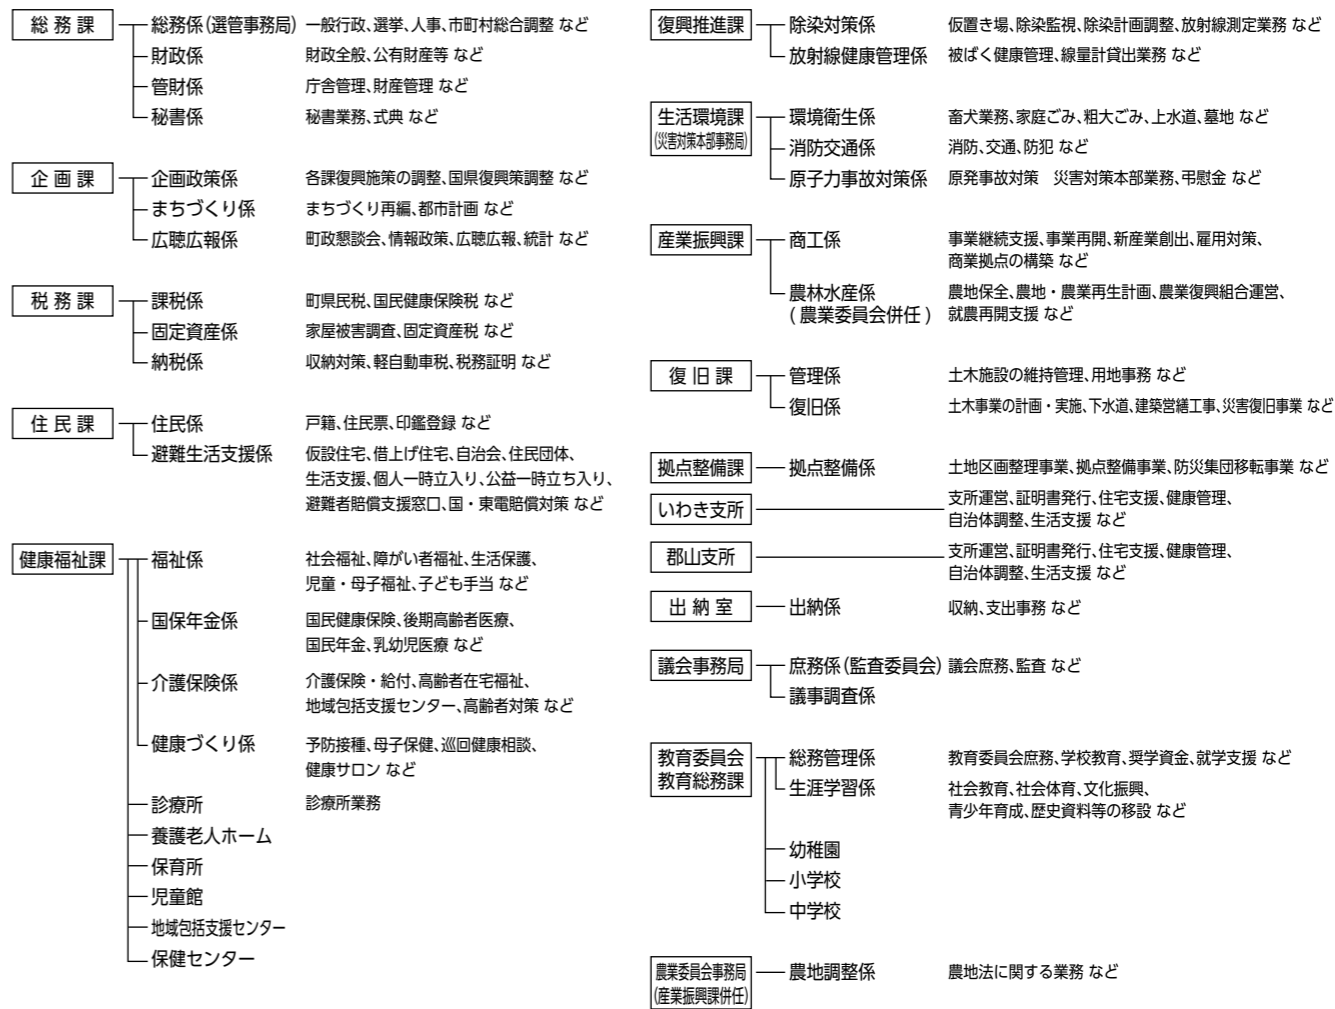 総務課
総務係(選管事務局) 一般行政、選挙、人事、市町村総合調整 など
財政係 財政全般、公有財産等 など
管財係 庁舎管理、財産管理 など
秘書係 秘書業務、式典 など
企画課
企画政策係 各課復興施策の調整、国県復興策調整 など
まちづくり係 まちづくり再編、都市計画 など
広聴広報係 町政懇談会、情報政策、広聴広報、統計 など
税務課
課税係 町県民税、国民健康保険税 など
固定資産係 家屋被害調査、固定資産税 など
納税係 収納対策、軽自動車税、税務証明 など
住民課
住民係 戸籍、住民票、印鑑登録 など
避難生活支援係 仮設住宅、借上げ住宅、自治会、住民団体、
生活支援、個人一時立入り、公益一時立ち入り、
避難者賠償支援窓口、国・東電賠償対策 など
健康福祉課
福祉係 社会福祉、障がい者福祉、生活保護、
児童・母子福祉、子ども手当 など
国保年金係 国民健康保険、後期高齢者医療、
国民年金、乳幼児医療 など
介護保険係 介護保険・給付、高齢者在宅福祉、
地域包括支援センター、高齢者対策 など
健康づくり係 予防接種、母子保健、巡回健康相談、
健康サロン など
診療所 診療所業務
養護老人ホーム
保育所
児童館
地域包括支援センター
保健センター
復興推進課
除染対策係 仮置き場、除染監視、除染計画調整、放射線測定業務 など
放射線健康管理係 被ばく健康管理、線量計貸出業務 など
生活環境課
(災害対策本部事務局)
環境衛生係 畜犬業務、家庭ごみ、粗大ごみ、上水道、墓地 など
消防交通係 消防、交通、防犯 など
原子力事故対策係 原発事故対策 災害対策本部業務、弔慰金 など
産業振興課
商工係 事業継続支援、事業再開、新産業創出、雇用対策、
商業拠点の構築 など
農林水産係 農地保全、農地・農業再生計画、農業復興組合運営、
(農業委員会併任) 就農再開支援 など
復旧課
管理係 土木施設の維持管理、用地事務 など
復旧係 土木事業の計画・実施、下水道、建築営繕工事、災害復旧事業 など
拠点整備課
拠点整備係 土地区画整理事業、拠点整備事業、防災集団移転事業 など
いわき支所 支所運営、証明書発行、住宅支援、健康管理、
自治体調整、生活支援 など
郡山支所 支所運営、証明書発行、住宅支援、健康管理、
自治体調整、生活支援 など
出納室
出納係 収納、支出事務 など
議会事務局
庶務係(監査委員会) 議会庶務、監査 など
議事調査係
教育委員会
教育総務課
総務管理係 教育委員会庶務、学校教育、奨学資金、就学支援 など
生涯学習係 社会教育、社会体育、文化振興、
青少年育成、歴史資料等の移設 など
幼稚園
小学校
中学校
農業委員会事務局
(産業振興課併任)
農地調整係 農地法に関する業務 など